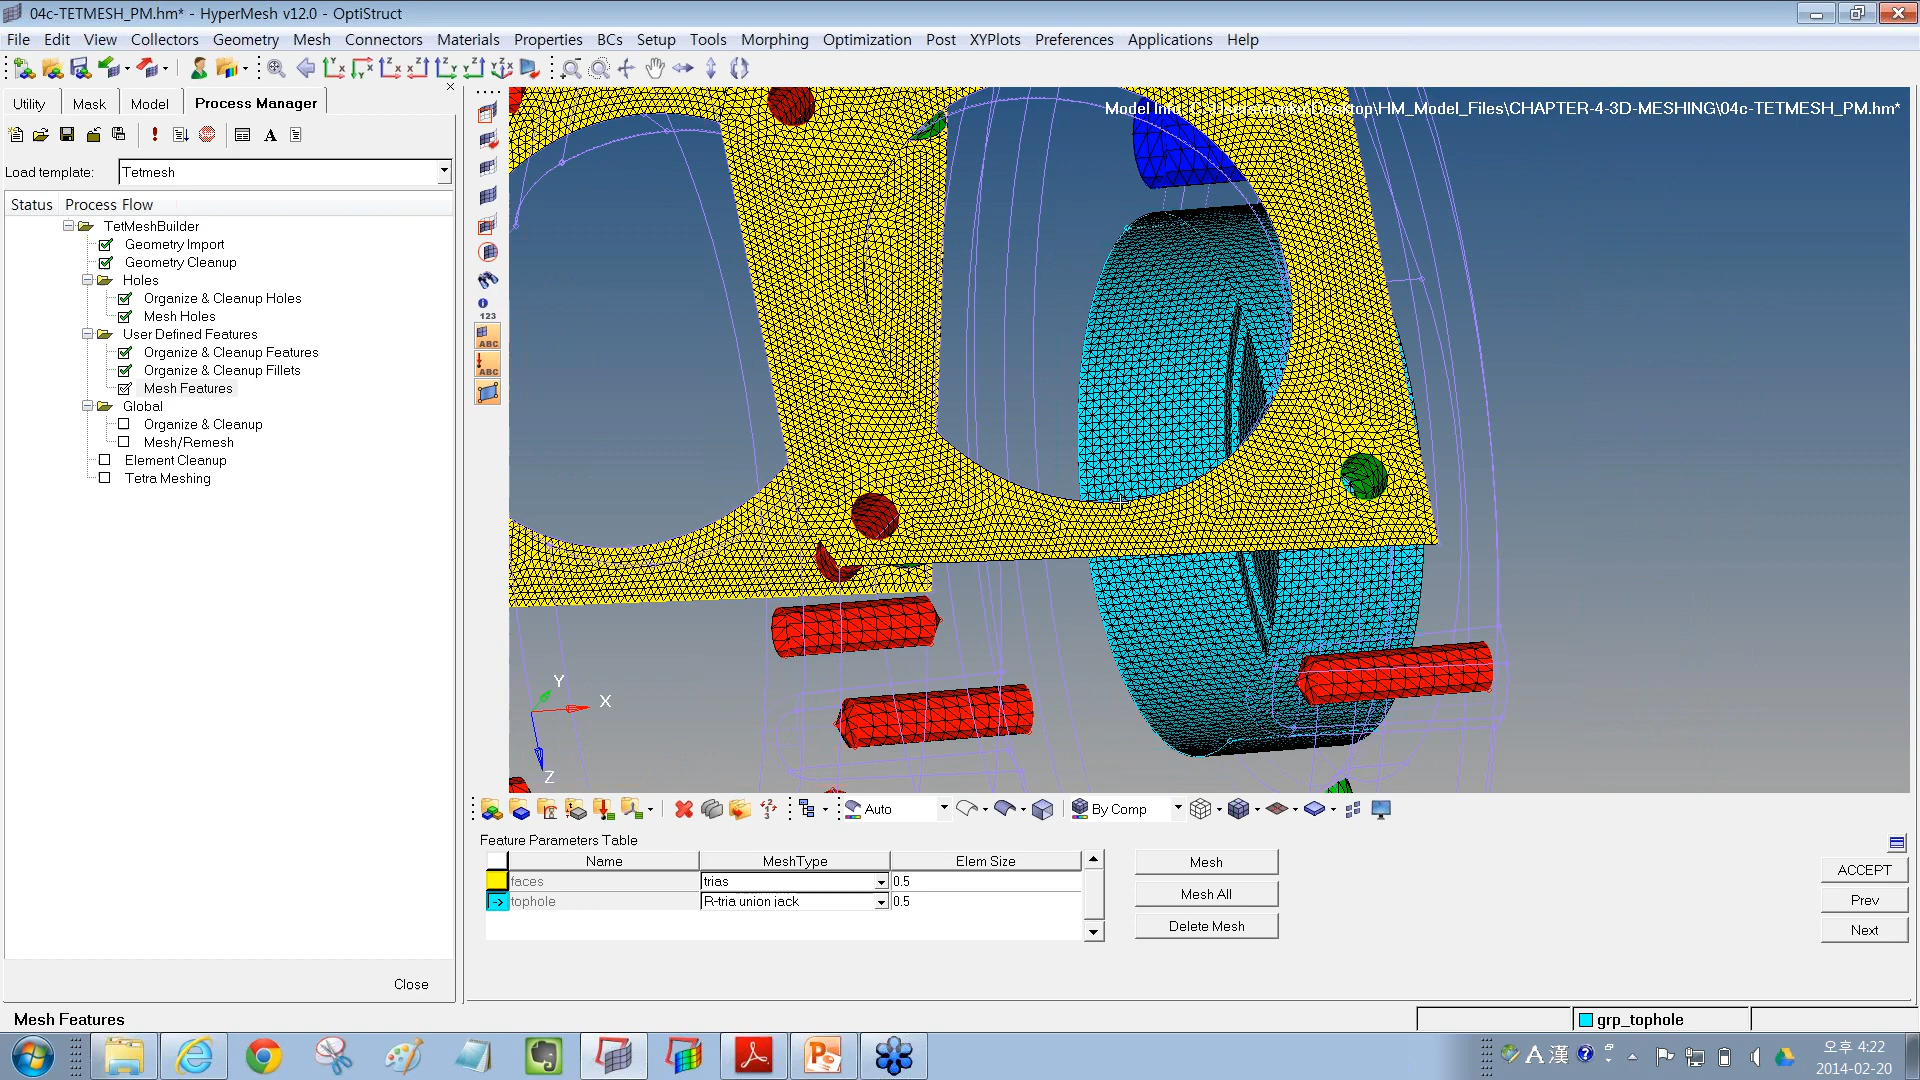 04c-TETMESH_PM.hm* - HyperMesh v12.0 - OptiStruct
File Edit View Collectors Geometry Mesh Connectors Materials Properties BCs Setup Tools Morphing Optimization Post XYPlots Preferences Applications Help
Utility Mask Model Process Manager
Load template: Tetmesh
Status Process Flow
TetMeshBuilder
Geometry Import
Geometry Cleanup
Holes
Organize & Cleanup Holes
Mesh Holes
User Defined Features
Organize & Cleanup Features
Organize & Cleanup Fillets
Mesh Features
Global
Organize & Cleanup
Mesh/Remesh
Element Cleanup
Tetra Meshing
Close
123
ABC
ABC
\HM_Model_Files\CHAPTER-4-3D-MESHING\04c-TETMESH_PM.hm*
Y
X
Z
Auto
By Comp
Feature Parameters Table
Name MeshType Elem Size
faces trias 0.5
-> tophole R-tria union jack 0.5
Mesh
Mesh All
Delete Mesh
ACCEPT
Prev
Next
Mesh Features
grp_tophole
A 漢
오후 4:22
2014-02-20